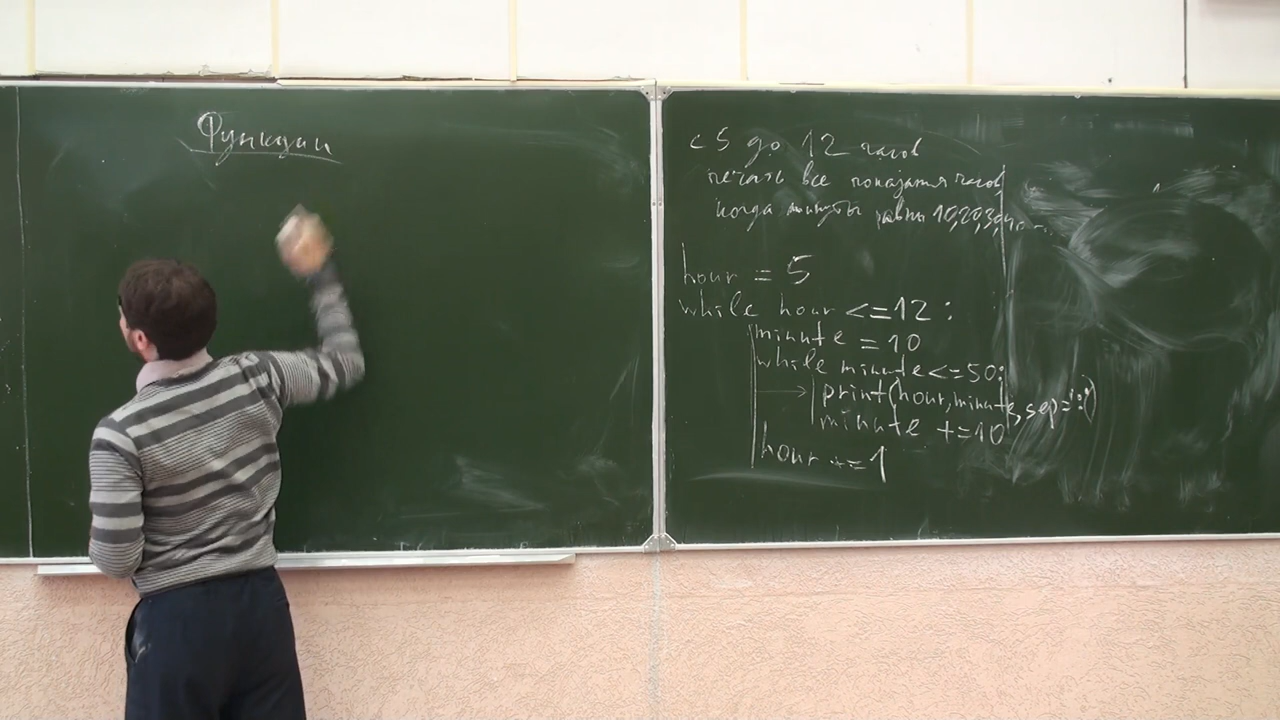 Функции
с 5 до 12 часов
печать все показания часов,
когда минуты равны 10,20,30,4...
hour = 5
while hour <=12:
minute = 10
while minute <=50:
print(hour,minute,sep=':')
minute +=10
hour +=1